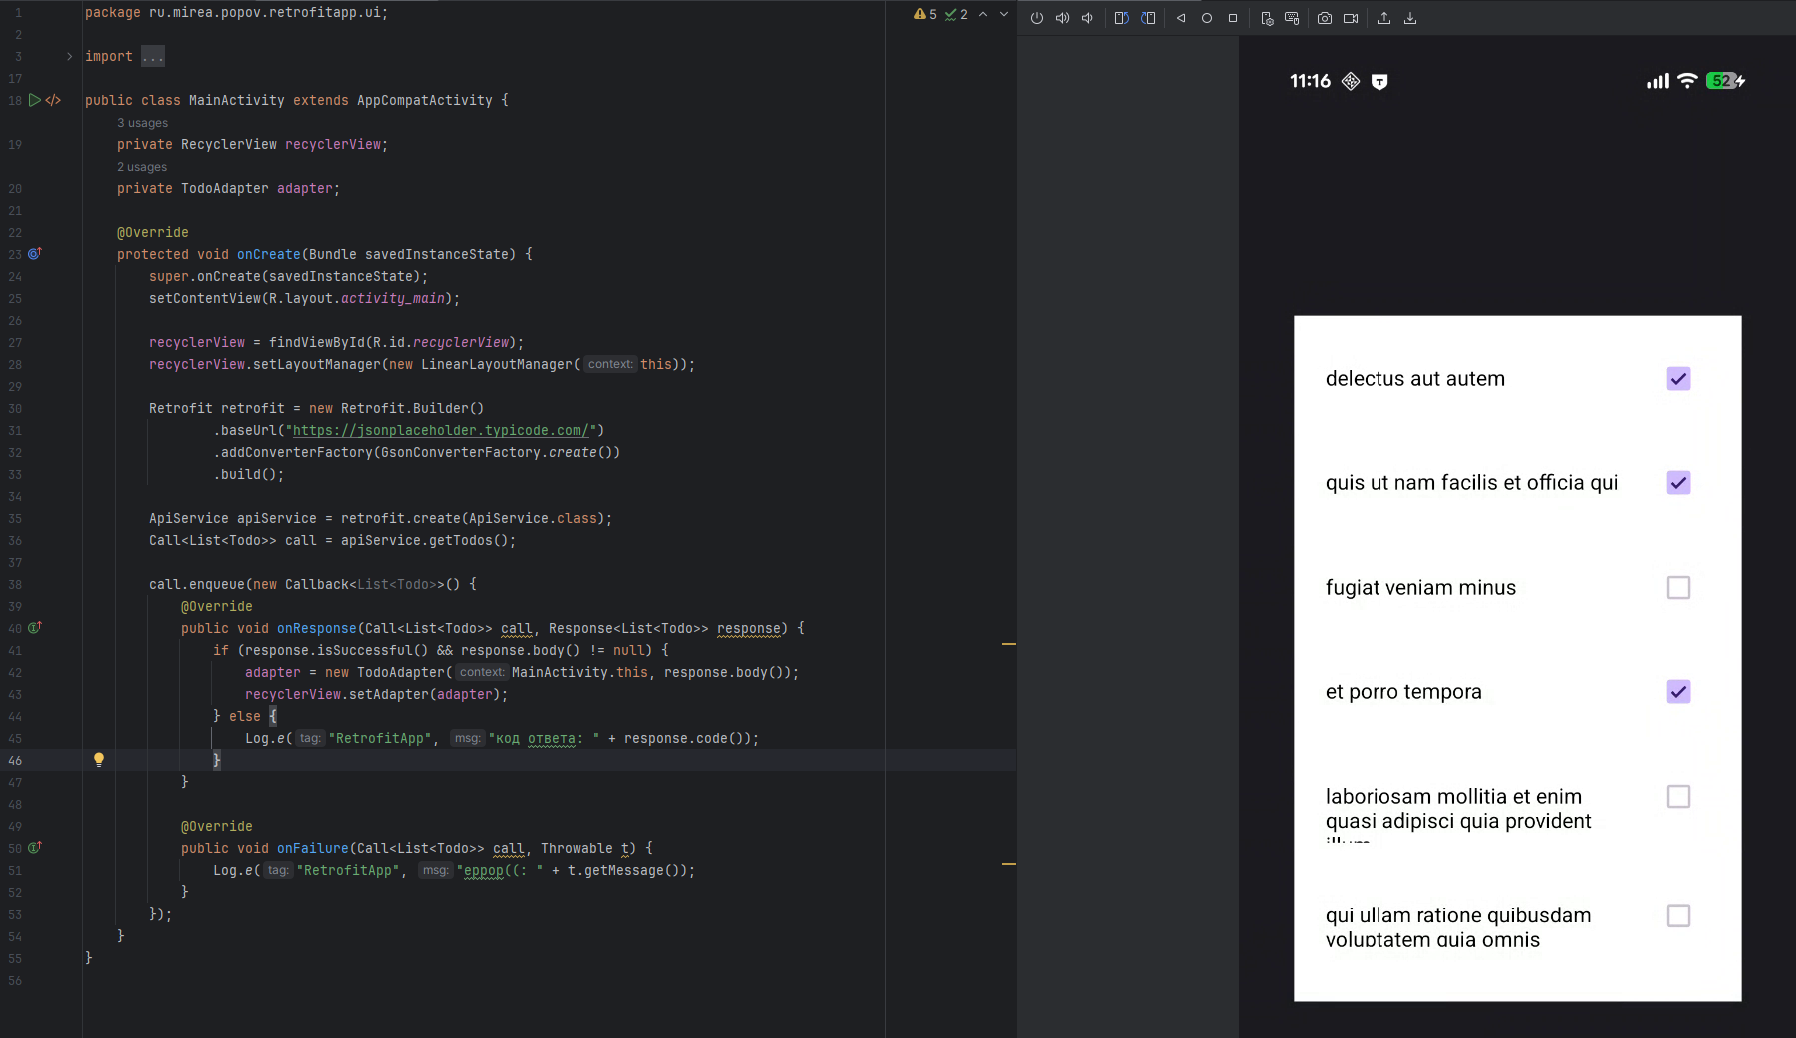 1 package ru.mirea.popov.retrofitapp.ui;
2
3 import ...
17
18 public class MainActivity extends AppCompatActivity {
3 usages
19 private RecyclerView recyclerView;
2 usages
20 private TodoAdapter adapter;
21
22 @Override
23 protected void onCreate(Bundle savedInstanceState) {
24 super.onCreate(savedInstanceState);
25 setContentView(R.layout.activity_main);
26
27 recyclerView = findViewById(R.id.recyclerView);
28 recyclerView.setLayoutManager(new LinearLayoutManager( context: this));
29
30 Retrofit retrofit = new Retrofit.Builder()
31 .baseUrl("https://jsonplaceholder.typicode.com/")
32 .addConverterFactory(GsonConverterFactory.create())
33 .build();
34
35 ApiService apiService = retrofit.create(ApiService.class);
36 Call<List<Todo>> call = apiService.getTodos();
37
38 call.enqueue(new Callback<List<Todo>>() {
39 @Override
40 public void onResponse(Call<List<Todo>> call, Response<List<Todo>> response) {
41 if (response.isSuccessful() && response.body() != null) {
42 adapter = new TodoAdapter( context: MainActivity.this, response.body());
43 recyclerView.setAdapter(adapter);
44 } else {
45 Log.e( tag: "RetrofitApp", msg: "код ответа: " + response.code());
46 }
47 }
48
49 @Override
50 public void onFailure(Call<List<Todo>> call, Throwable t) {
51 Log.e( tag: "RetrofitApp", msg: "еррор((: " + t.getMessage());
52 }
53 });
54 }
55 }
56
5 2
11:16 T 52
delectus aut autem
quis ut nam facilis et officia qui
fugiat veniam minus
et porro tempora
laboriosam mollitia et enim
quasi adipisci quia provident
illum
qui ullam ratione quibusdam
voluptatem quia omnis